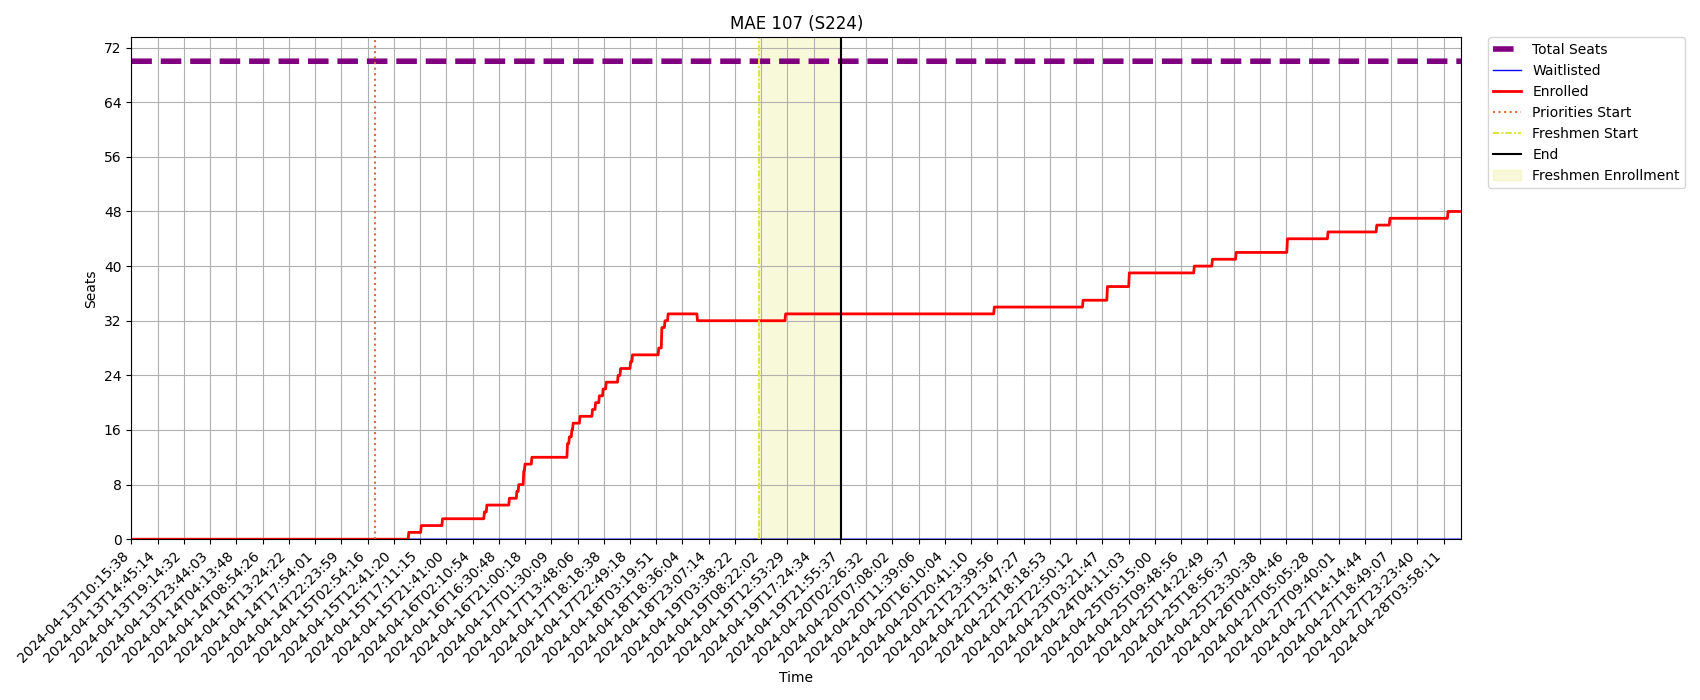 MAE 107 (S224)
72
64
56
48
40
32
24
16
8
0
Seats
2024-04-13T10:15:38
2024-04-13T14:45:14
2024-04-13T19:14:32
2024-04-13T23:44:03
2024-04-14T04:13:48
2024-04-14T08:54:26
2024-04-14T13:24:22
2024-04-14T17:54:01
2024-04-14T22:23:59
2024-04-15T02:54:16
2024-04-15T12:41:20
2024-04-15T17:11:15
2024-04-15T21:41:00
2024-04-16T02:10:54
2024-04-16T16:30:48
2024-04-16T21:00:18
2024-04-17T01:30:09
2024-04-17T13:48:06
2024-04-17T18:18:38
2024-04-17T22:49:18
2024-04-18T03:19:51
2024-04-18T18:36:04
2024-04-18T23:07:14
2024-04-19T03:38:22
2024-04-19T08:22:02
2024-04-19T12:53:29
2024-04-19T17:24:34
2024-04-19T21:55:37
2024-04-20T02:26:32
2024-04-20T07:08:02
2024-04-20T11:39:06
2024-04-20T16:10:04
2024-04-20T20:41:10
2024-04-21T23:39:56
2024-04-22T13:47:27
2024-04-22T18:18:53
2024-04-22T22:50:12
2024-04-23T03:21:47
2024-04-24T04:11:03
2024-04-25T05:15:00
2024-04-25T09:48:56
2024-04-25T14:22:49
2024-04-25T18:56:37
2024-04-25T23:30:38
2024-04-26T04:04:46
2024-04-27T05:05:28
2024-04-27T09:40:01
2024-04-27T14:14:44
2024-04-27T18:49:07
2024-04-27T23:23:40
2024-04-28T03:58:11
Time
Total Seats
Waitlisted
Enrolled
Priorities Start
Freshmen Start
End
Freshmen Enrollment